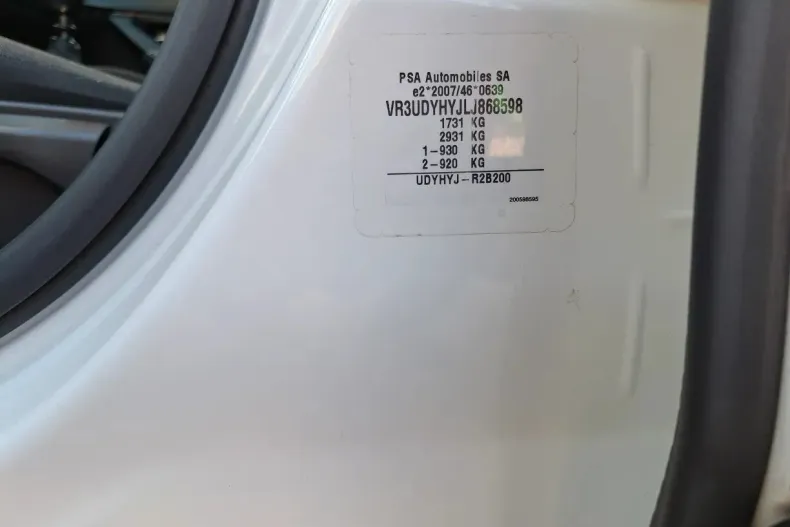 PSA Automobiles SA
e2*2007/46*0639
VR3UDYHYJLJ868598
1731 KG
2931 KG
1-930 KG
2-920 KG
UDYHYJ-R2B200